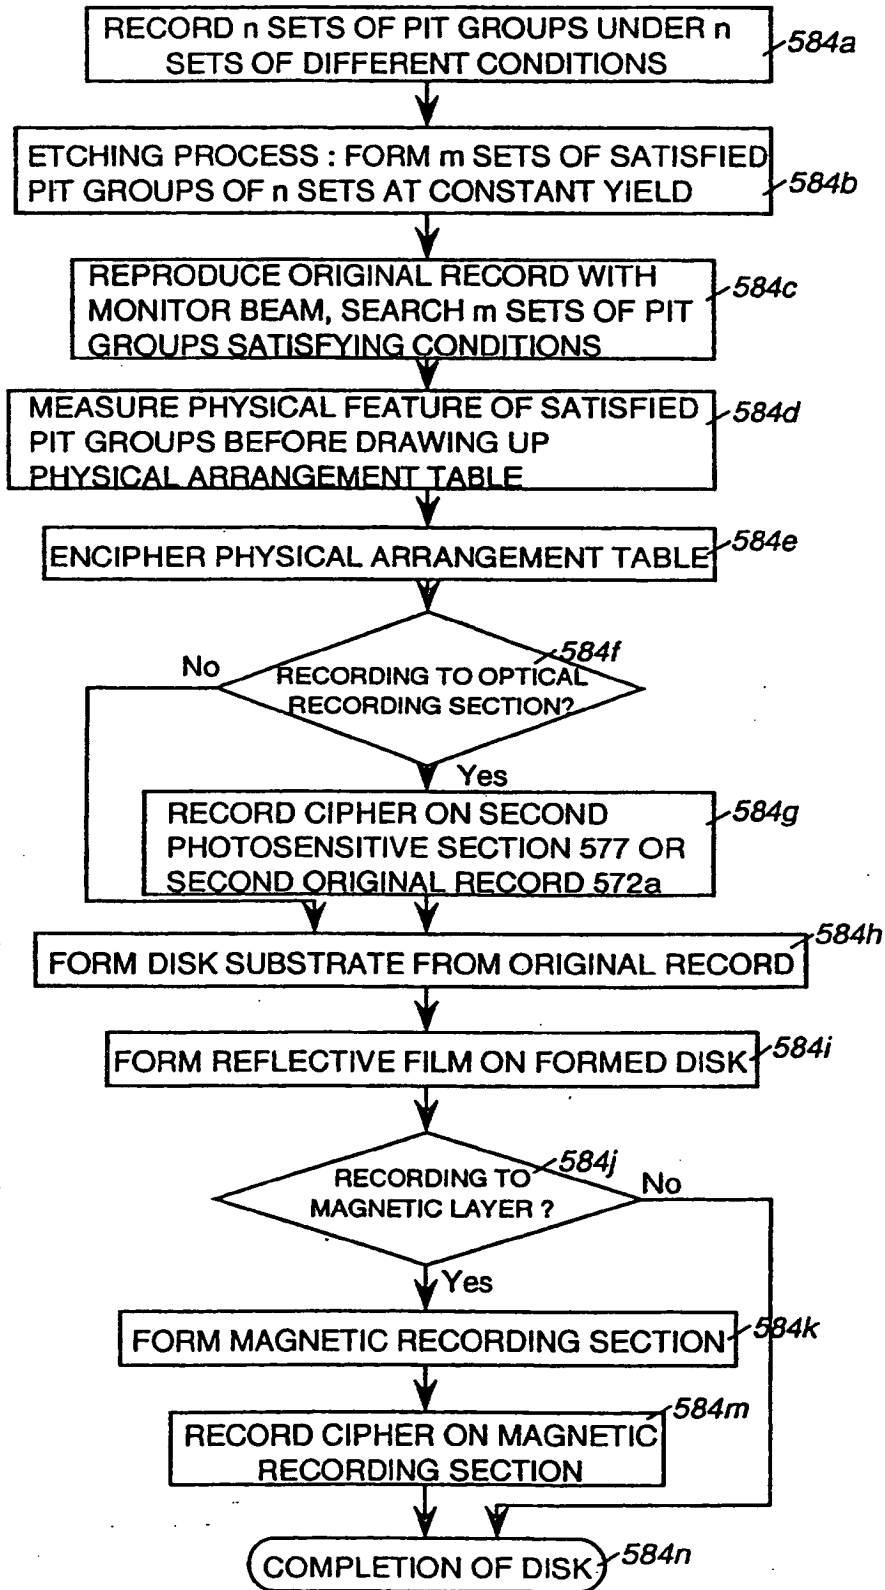 RECORD n SETS OF PIT GROUPS UNDER n
SETS OF DIFFERENT CONDITIONS
584a
ETCHING PROCESS : FORM m SETS OF SATISFIED
PIT GROUPS OF n SETS AT CONSTANT YIELD
584b
REPRODUCE ORIGINAL RECORD WITH
MONITOR BEAM, SEARCH m SETS OF PIT
GROUPS SATISFYING CONDITIONS
584c
MEASURE PHYSICAL FEATURE OF SATISFIED
PIT GROUPS BEFORE DRAWING UP
PHYSICAL ARRANGEMENT TABLE
584d
ENCIPHER PHYSICAL ARRANGEMENT TABLE
584e
RECORDING TO OPTICAL
RECORDING SECTION?
584f
No
Yes
RECORD CIPHER ON SECOND
PHOTOSENSITIVE SECTION 577 OR
SECOND ORIGINAL RECORD 572a
584g
FORM DISK SUBSTRATE FROM ORIGINAL RECORD
584h
FORM REFLECTIVE FILM ON FORMED DISK
584i
RECORDING TO
MAGNETIC LAYER ?
584j
No
Yes
FORM MAGNETIC RECORDING SECTION
584k
RECORD CIPHER ON MAGNETIC
RECORDING SECTION
584m
COMPLETION OF DISK
584n